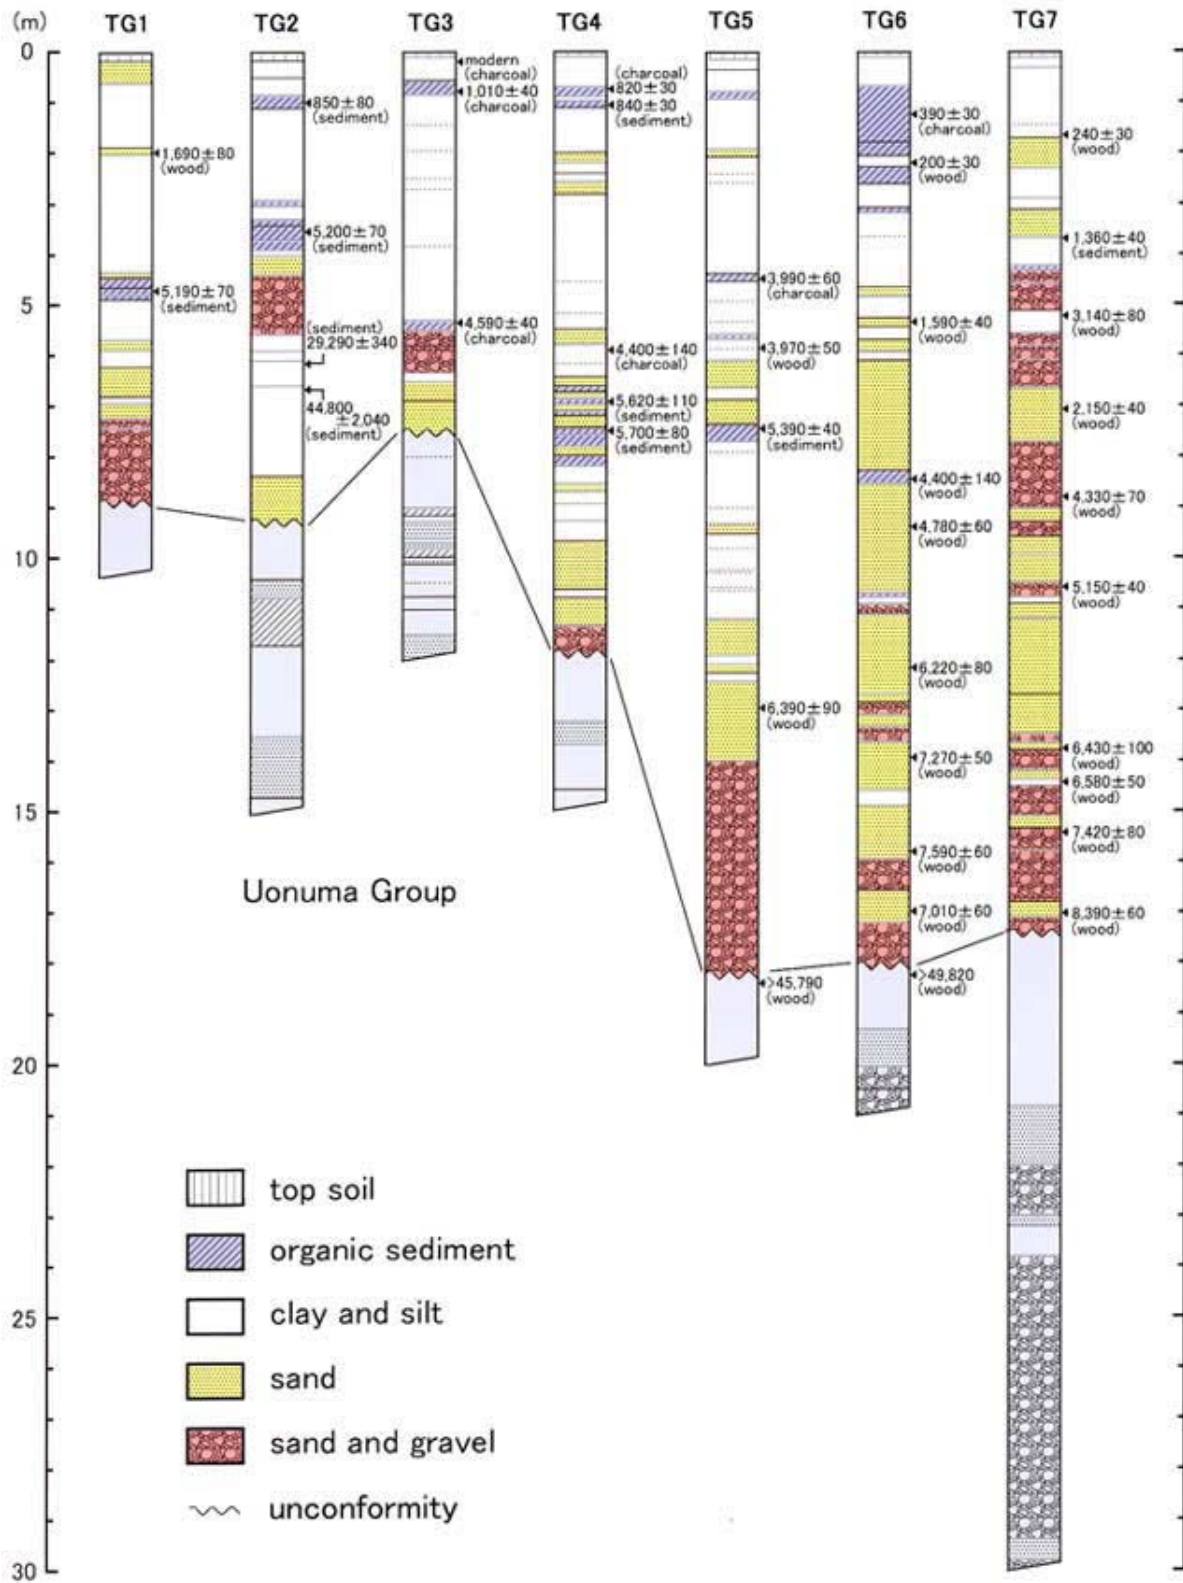 (m)
TG1
TG2
TG3
TG4
TG5
TG6
TG7
0
5
10
15
20
25
30
1,690±80
(wood)
5,190±70
(sediment)
850±80
(sediment)
5,200±70
(sediment)
(sediment)
29,290±340
44,800
±2,040
(sediment)
modern
(charcoal)
1,010±40
(charcoal)
4,590±40
(charcoal)
(charcoal)
820±30
840±30
(sediment)
4,400±140
(charcoal)
5,620±110
(sediment)
5,700±80
(sediment)
3,990±60
(charcoal)
3,970±50
(wood)
5,390±40
(sediment)
6,390±90
(wood)
>45,790
(wood)
390±30
(charcoal)
200±30
(wood)
1,590±40
(wood)
4,400±140
(wood)
4,780±60
(wood)
6,220±80
(wood)
7,270±50
(wood)
7,590±60
(wood)
7,010±60
(wood)
>49,820
(wood)
240±30
(wood)
1,360±40
(sediment)
3,140±80
(wood)
2,150±40
(wood)
4,330±70
(wood)
5,150±40
(wood)
6,430±100
(wood)
6,580±50
(wood)
7,420±80
(wood)
8,390±60
(wood)
Uonuma Group
top soil
organic sediment
clay and silt
sand
sand and gravel
unconformity